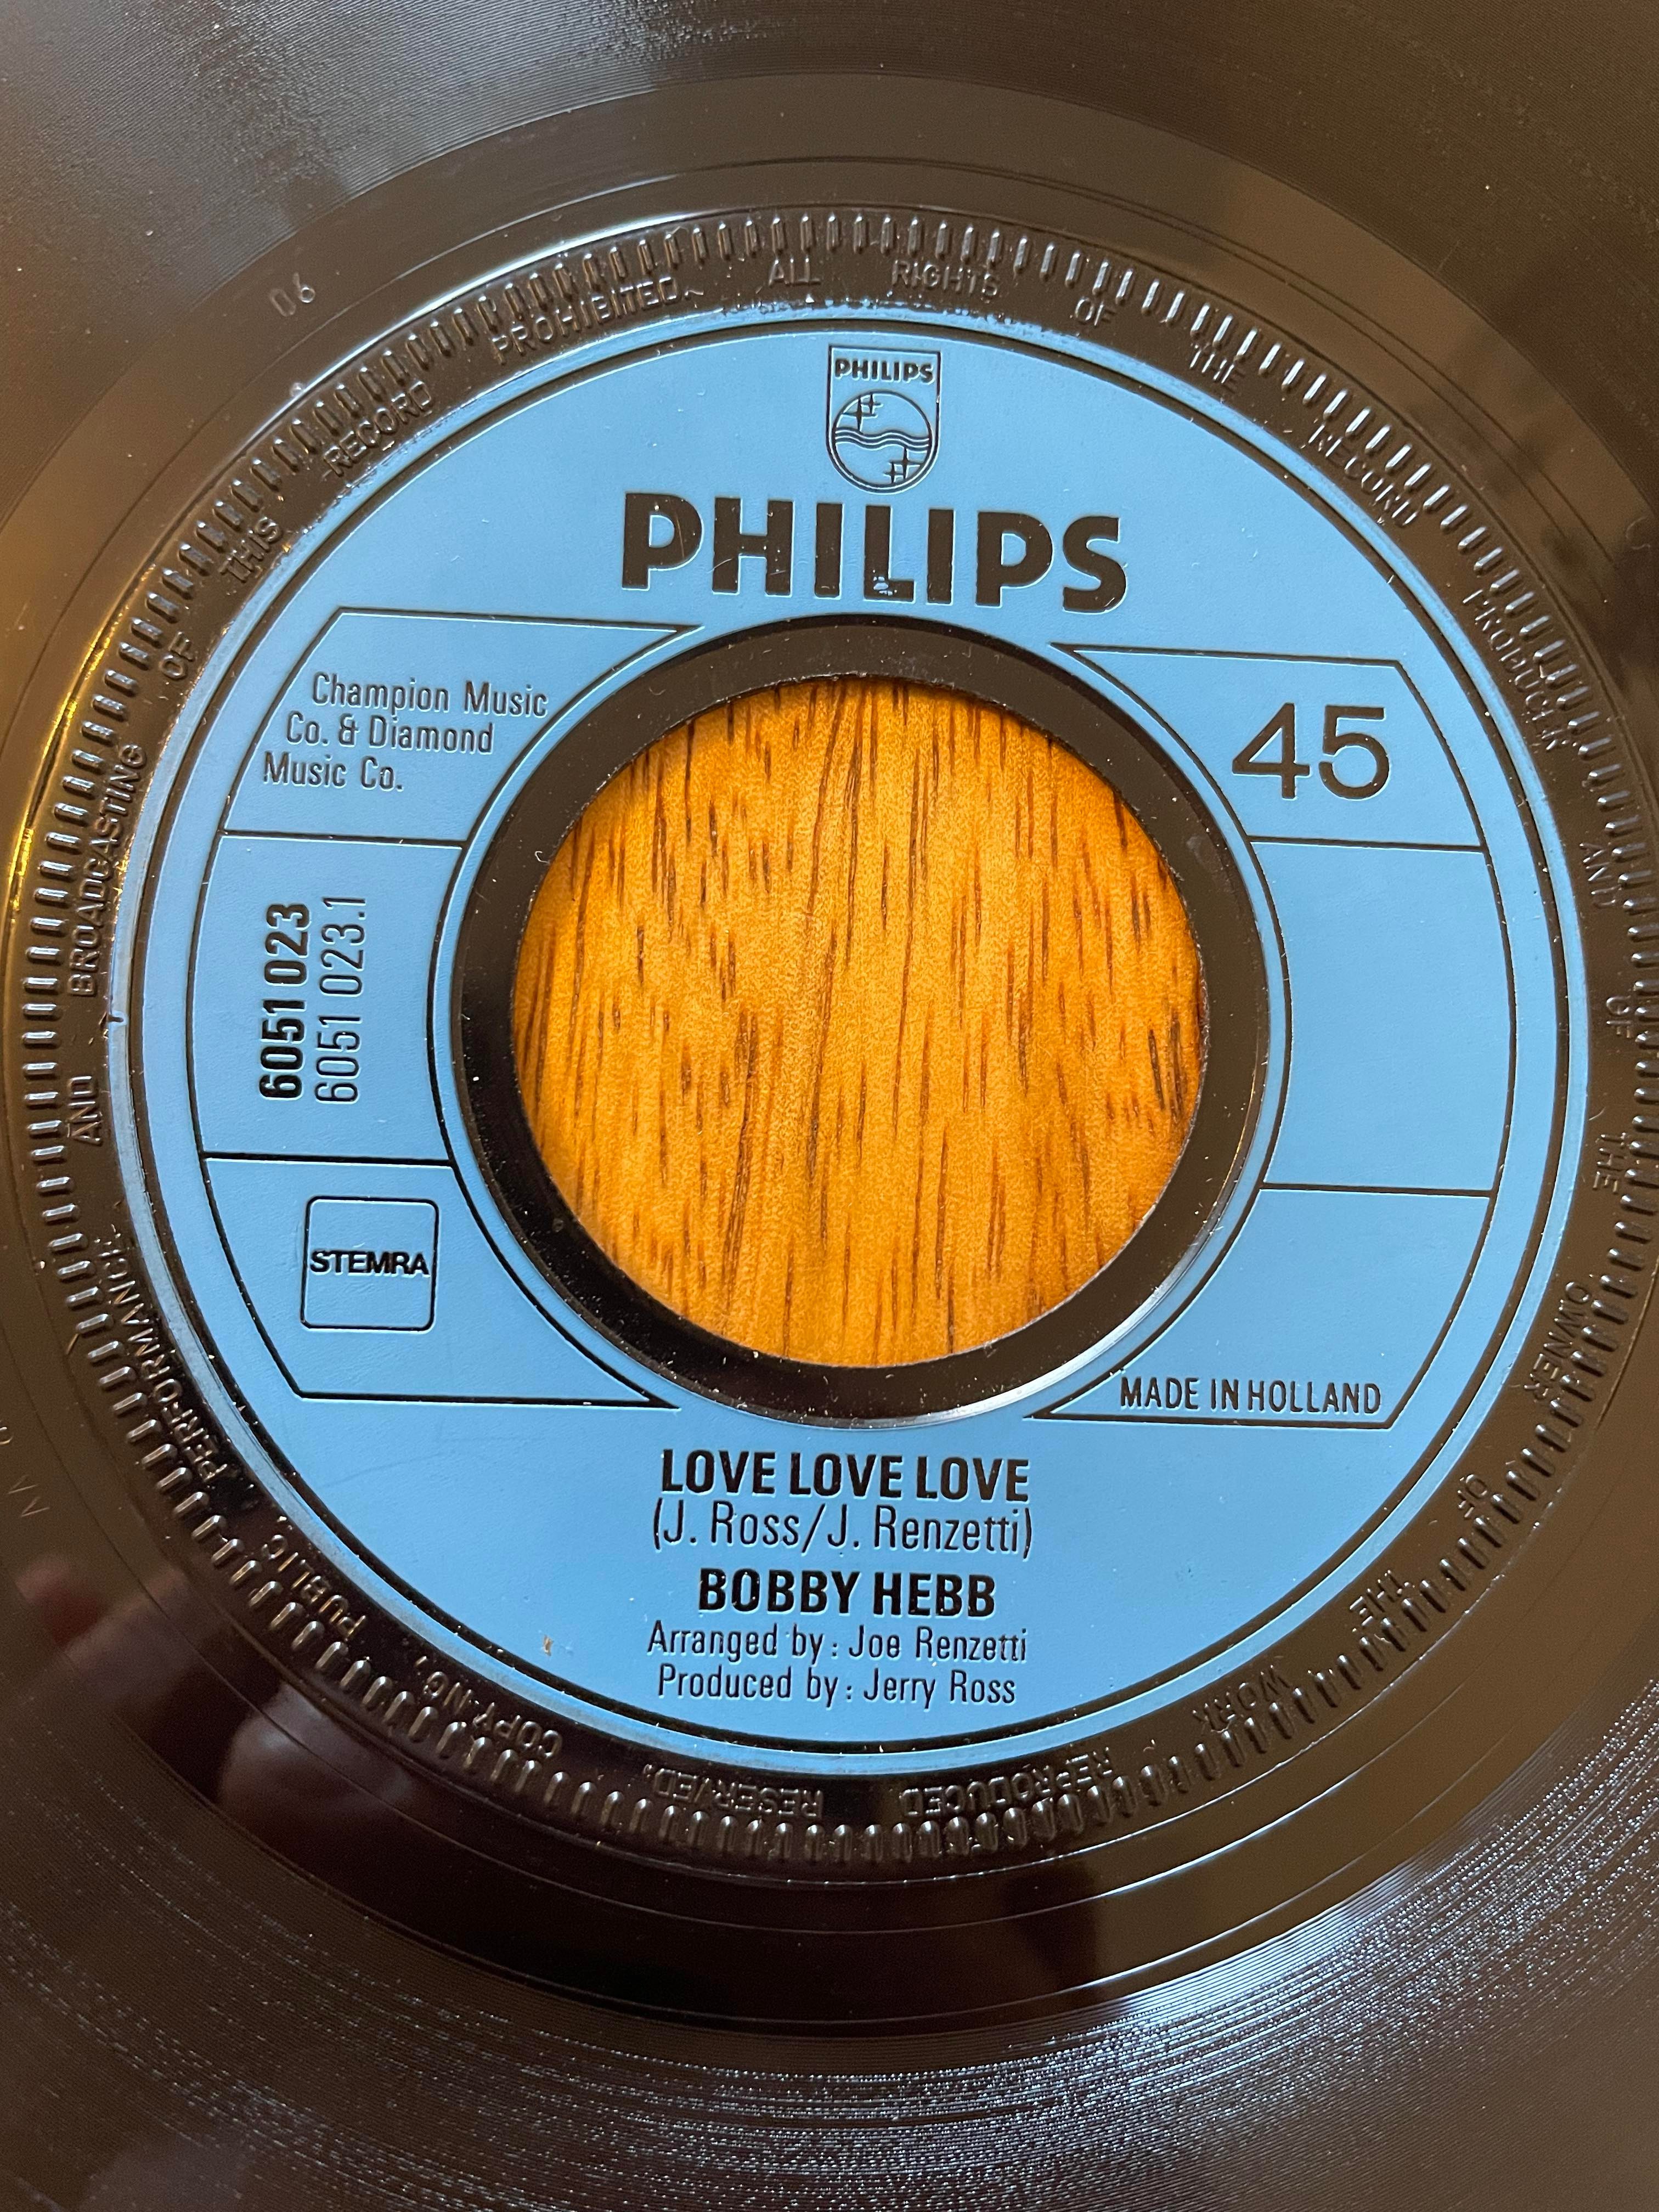 PHILIPS
PHILIPS
Champion Music
Co. & Diamond
Music Co.
45
6051 023
6051 023.1
STEMRA
MADE IN HOLLAND
LOVE LOVE LOVE
(J. Ross/J. Renzetti)
BOBBY HEBB
Arranged by: Joe Renzetti
Produced by: Jerry Ross
ALL RIGHTS OF THE RECORD PRODUCER AND OF THE OWNER OF THE WORK REPRODUCED RESERVED. COPYING, PUBLIC PERFORMANCE AND BROADCASTING OF THIS RECORD PROHIBITED~
06